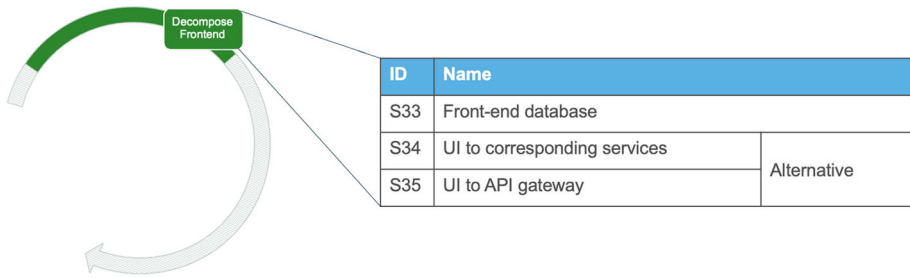 Decompose
Frontend
ID Name
S33 Front-end database
S34 UI to corresponding services
Alternative
S35 UI to API gateway